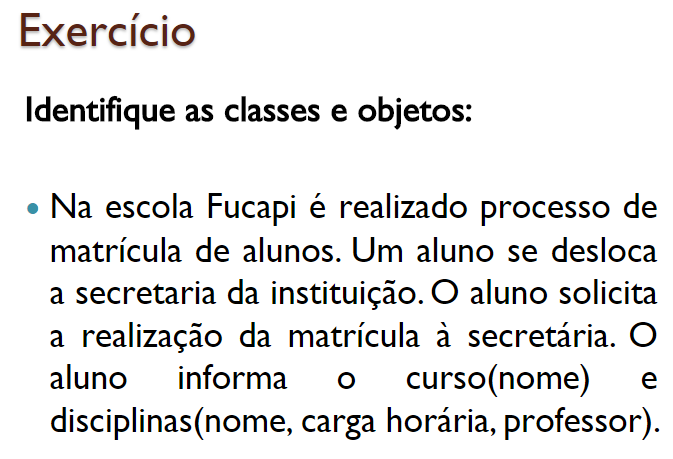 Exercício
Identifique as classes e objetos:
• Na escola Fucapi é realizado processo de
matrícula de alunos. Um aluno se desloca
a secretaria da instituição. O aluno solicita
a realização da matrícula à secretária. O
aluno informa o curso(nome) e
disciplinas(nome, carga horária, professor).